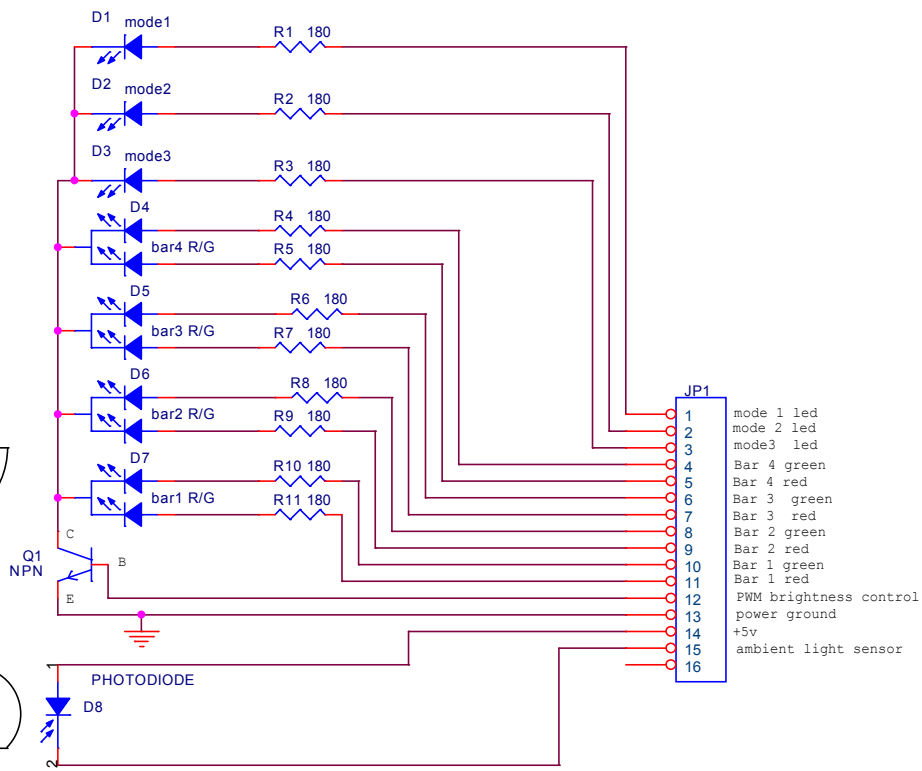 D1 mode1
R1 180
D2 mode2
R2 180
D3 mode3
R3 180
D4
R4 180
bar4 R/G
R5 180
D5
R6 180
bar3 R/G
R7 180
D6
R8 180
bar2 R/G
R9 180
D7
R10 180
bar1 R/G
R11 180
C
Q1
NPN
B
E
JP1
1 mode 1 led
2 mode 2 led
3 mode3 led
4 Bar 4 green
5 Bar 4 red
6 Bar 3 green
7 Bar 3 red
8 Bar 2 green
9 Bar 2 red
10 Bar 1 green
11 Bar 1 red
12 PWM brightness control
13 power ground
14 +5v
15 ambient light sensor
16
1
PHOTODIODE
D8
2